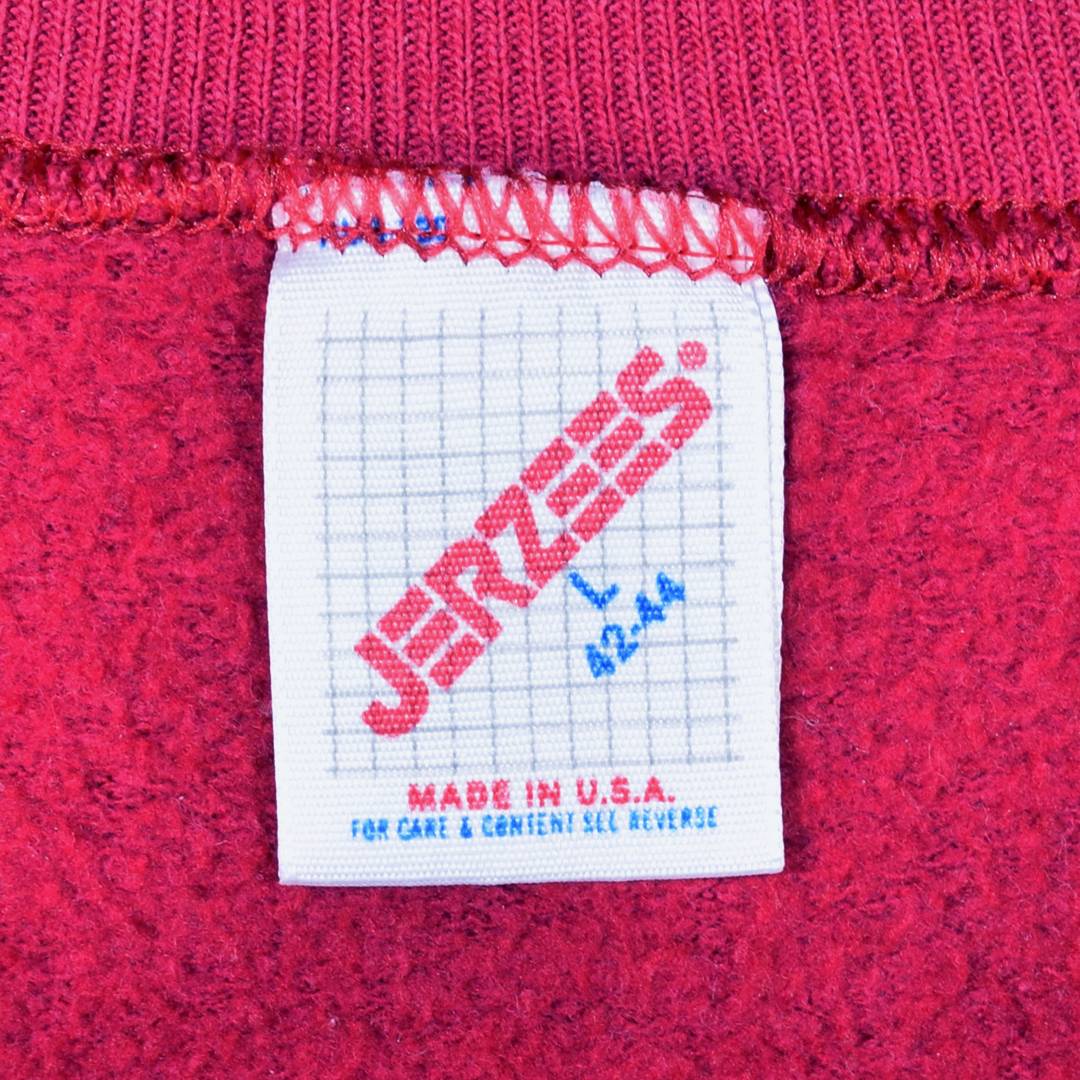 JERZEES
L
42-44
MADE IN U.S.A.
FOR CARE & CONTENT SEE REVERSE